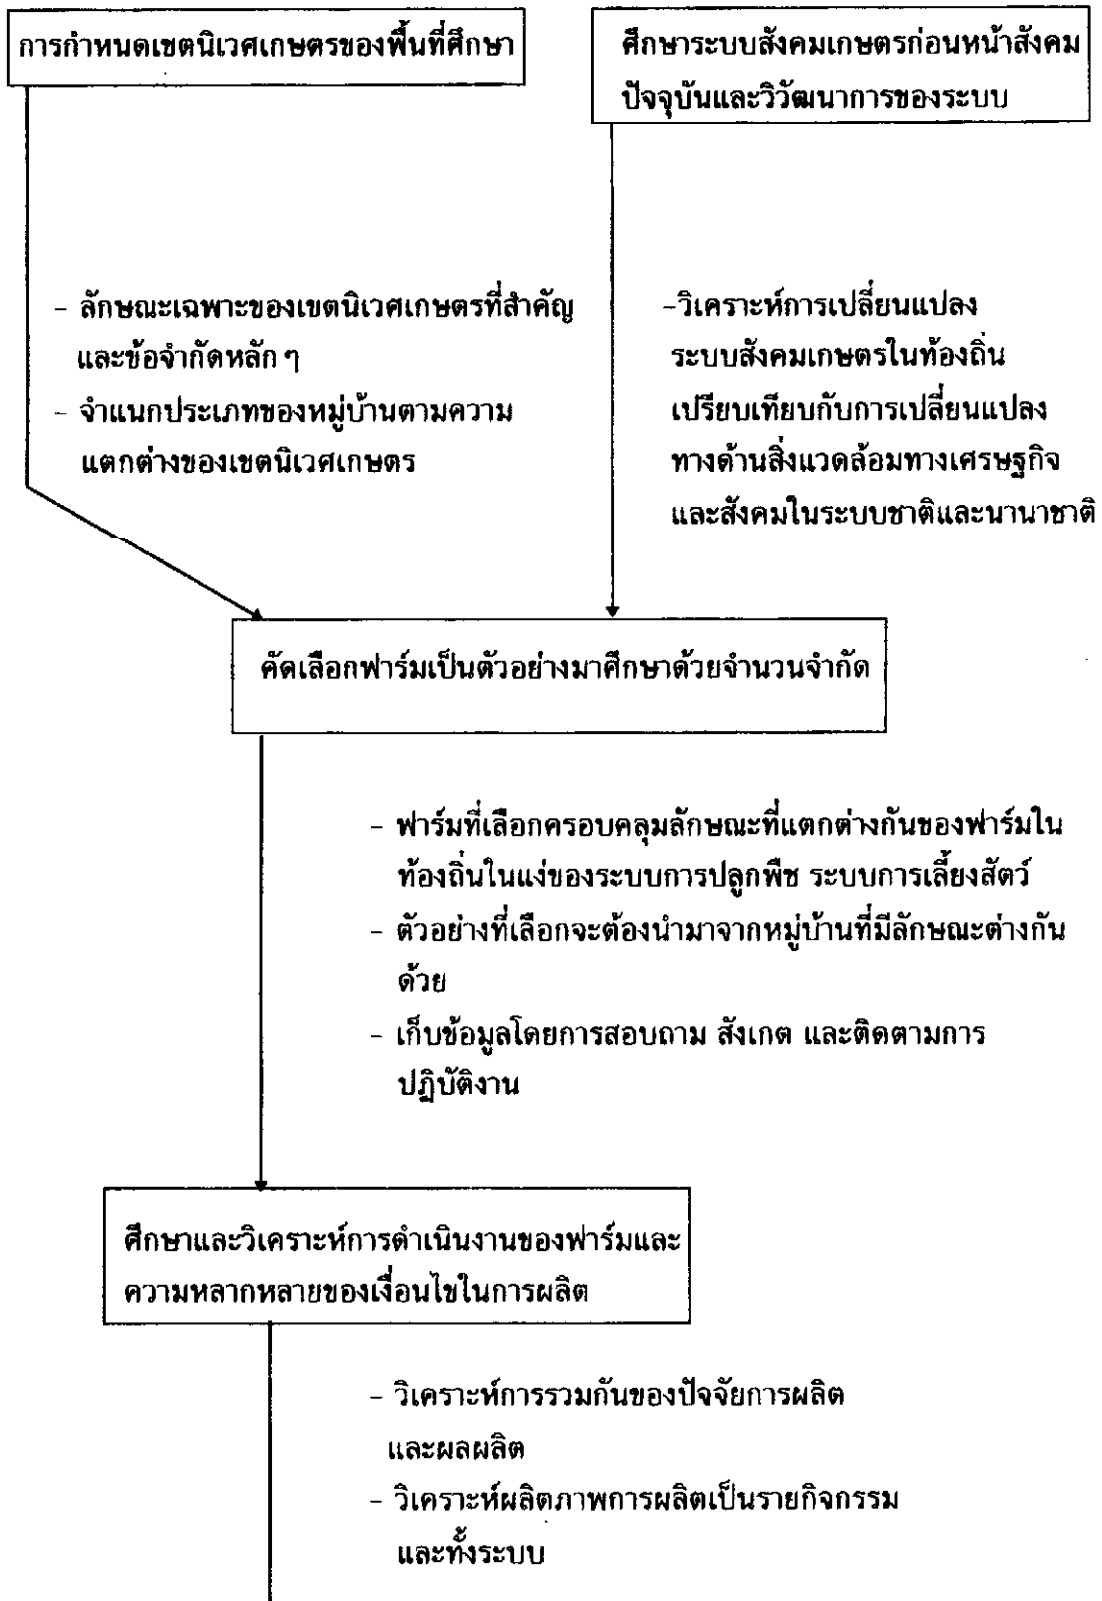 การกำหนดเขตนิเวศเกษตรของพื้นที่ศึกษา
ศึกษาระบบสังคมเกษตรก่อนหน้าสังคม
ปัจจุบันและวิวัฒนาการของระบบ
- ลักษณะเฉพาะของเขตนิเวศเกษตรที่สำคัญ
และข้อจำกัดหลัก ๆ
- จำแนกประเภทของหมู่บ้านตามความ
แตกต่างของเขตนิเวศเกษตร
-วิเคราะห์การเปลี่ยนแปลง
ระบบสังคมเกษตรในท้องถิ่น
เปรียบเทียบกับการเปลี่ยนแปลง
ทางด้านสิ่งแวดล้อมทางเศรษฐกิจ
และสังคมในระบบชาติและนานาชาติ
คัดเลือกฟาร์มเป็นตัวอย่างมาศึกษาด้วยจำนวนจำกัด
- ฟาร์มที่เลือกครอบคลุมลักษณะที่แตกต่างกันของฟาร์มใน
ท้องถิ่นในแง่ของระบบการปลูกพืช ระบบการเลี้ยงสัตว์
- ตัวอย่างที่เลือกจะต้องนำมาจากหมู่บ้านที่มีลักษณะต่างกัน
ด้วย
- เก็บข้อมูลโดยการสอบถาม สังเกต และติดตามการ
ปฏิบัติงาน
ศึกษาและวิเคราะห์การดำเนินงานของฟาร์มและ
ความหลากหลายของเงื่อนไขในการผลิต
- วิเคราะห์การรวมกันของปัจจัยการผลิต
และผลผลิต
- วิเคราะห์ผลิตภาพการผลิตเป็นรายกิจกรรม
และทั้งระบบ